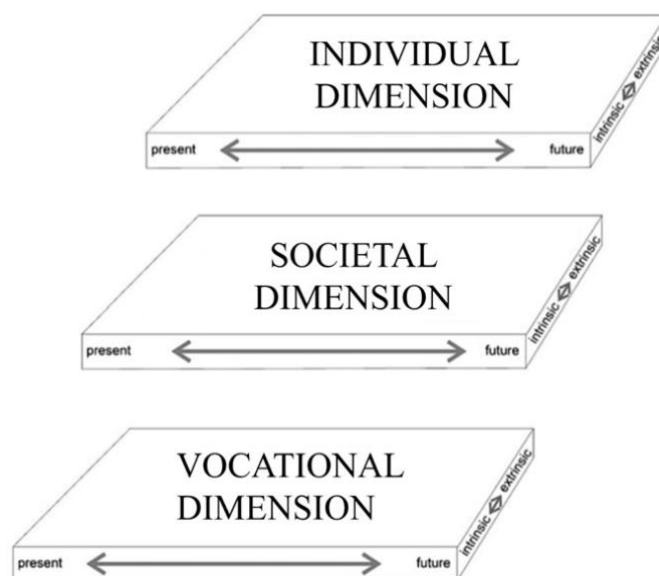 INDIVIDUAL
DIMENSION
present
future
intrinsic
extrinsic
SOCIETAL
DIMENSION
present
future
intrinsic
extrinsic
VOCATIONAL
DIMENSION
present
future
intrinsic
extrinsic